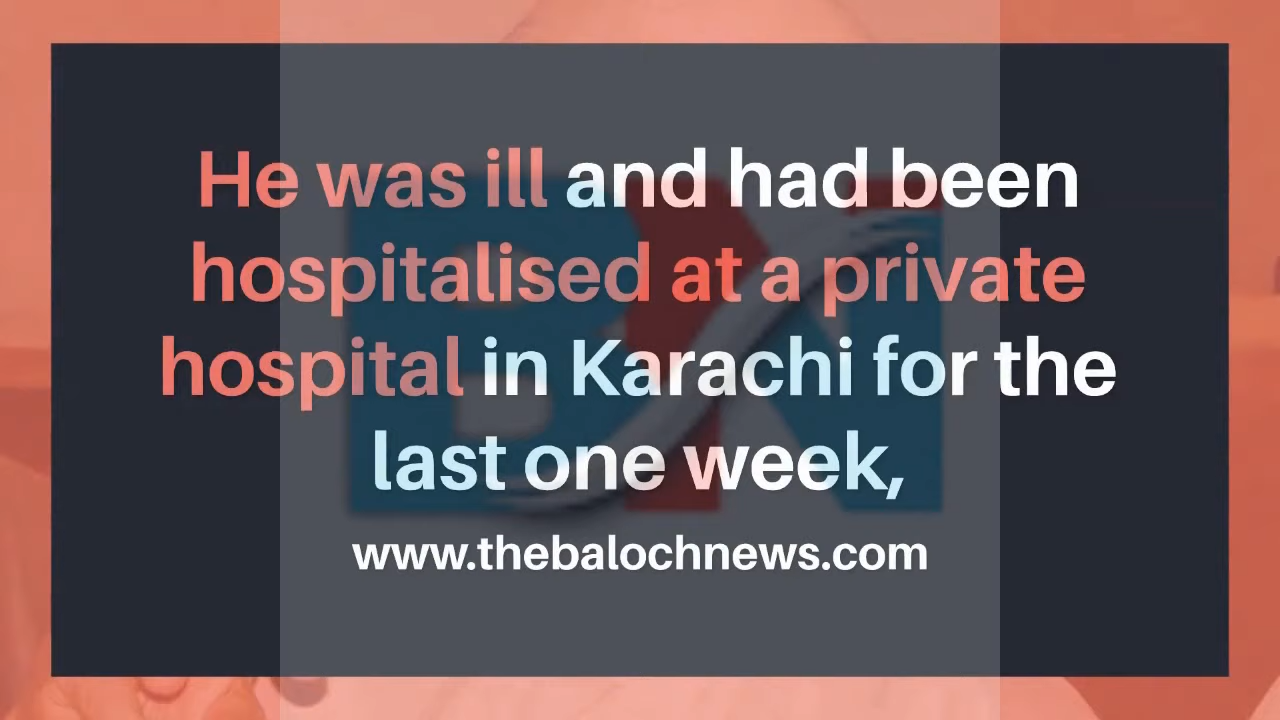 He was ill and had been
hospitalised at a private
hospital in Karachi for the
last one week,
www.thebalochnews.com